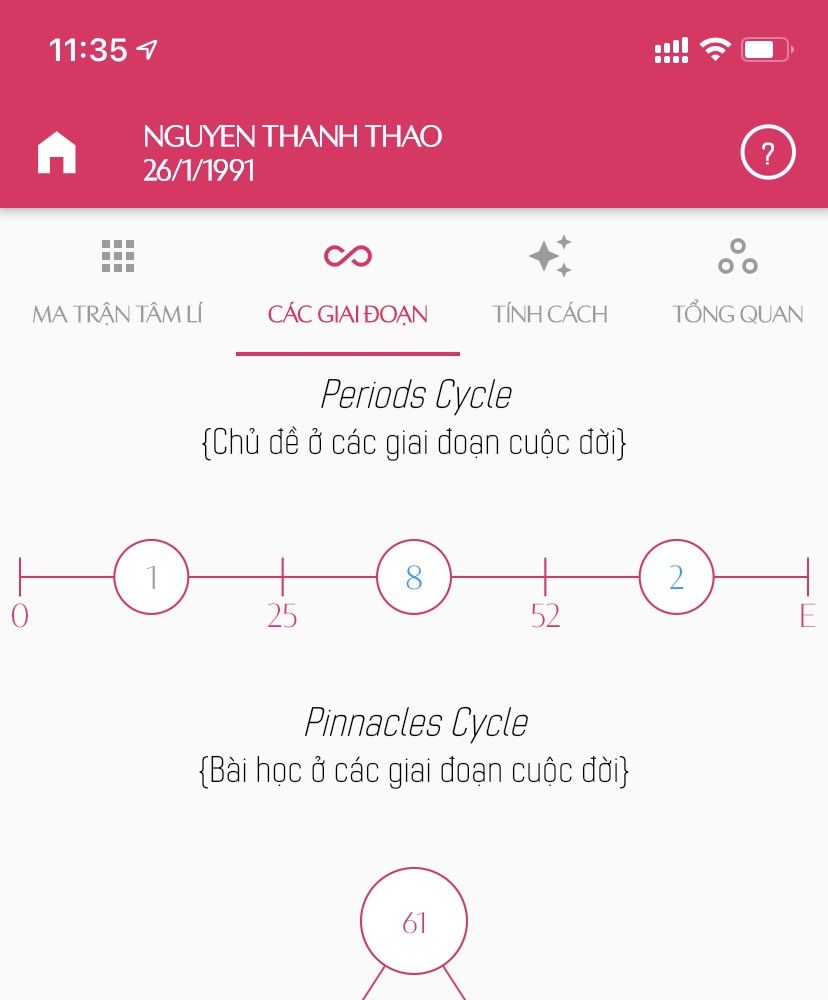 11:35
NGUYEN THANH THAO
26/1/1991
?
MA TRẬN TÂM LÍ
CÁC GIAI ĐOẠN
TÍNH CÁCH
TỔNG QUAN
Periods Cycle
{Chủ đề ở các giai đoạn cuộc đời}
1 8 2
0 25 52 E
Pinnacles Cycle
{Bài học ở các giai đoạn cuộc đời}
61